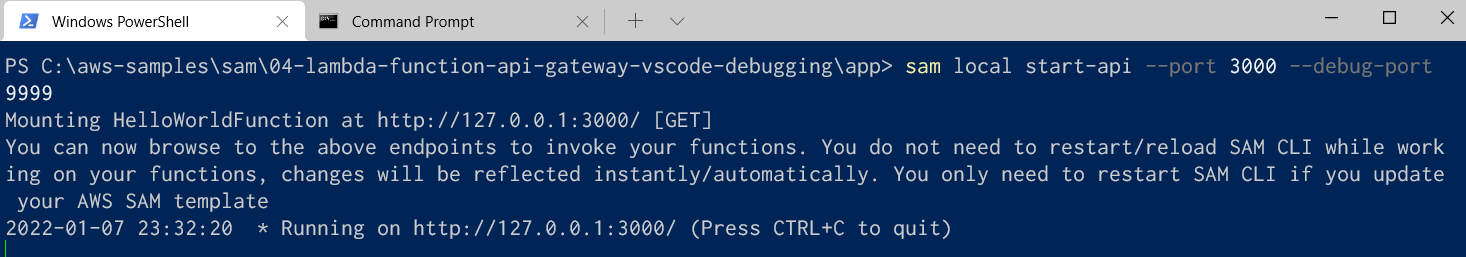 Windows PowerShell
Command Prompt
PS C:\aws-samples\sam\04-lambda-function-api-gateway-vscode-debugging\app> sam local start-api --port 3000 --debug-port
9999
Mounting HelloWorldFunction at http://127.0.0.1:3000/ [GET]
You can now browse to the above endpoints to invoke your functions. You do not need to restart/reload SAM CLI while work
ing on your functions, changes will be reflected instantly/automatically. You only need to restart SAM CLI if you update
 your AWS SAM template
2022-01-07 23:32:20  * Running on http://127.0.0.1:3000/ (Press CTRL+C to quit)